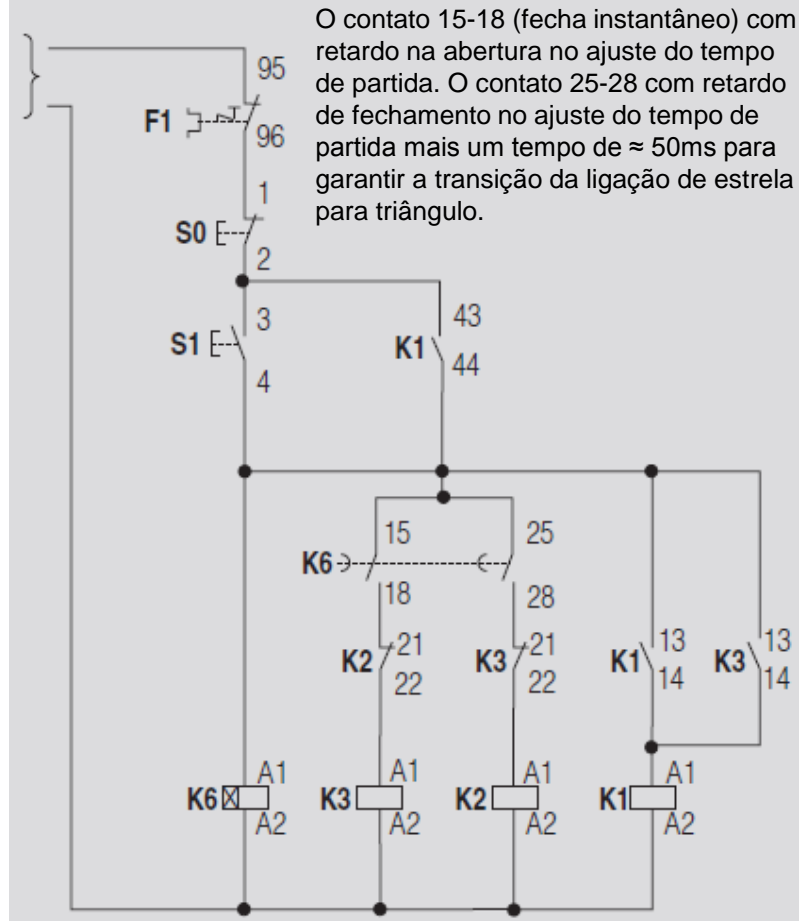 O contato 15-18 (fecha instantâneo) com
retardo na abertura no ajuste do tempo
de partida. O contato 25-28 com retardo
de fechamento no ajuste do tempo de
partida mais um tempo de ≈ 50ms para
garantir a transição da ligação de estrela
para triângulo.
95
F1
96
1
S0
2
3
S1
4
43
K1
44
15
25
K6
18
28
K2
21
22
K3
21
22
K1
13
14
K3
13
14
K6
A1
A2
K3
A1
A2
K2
A1
A2
K1
A1
A2